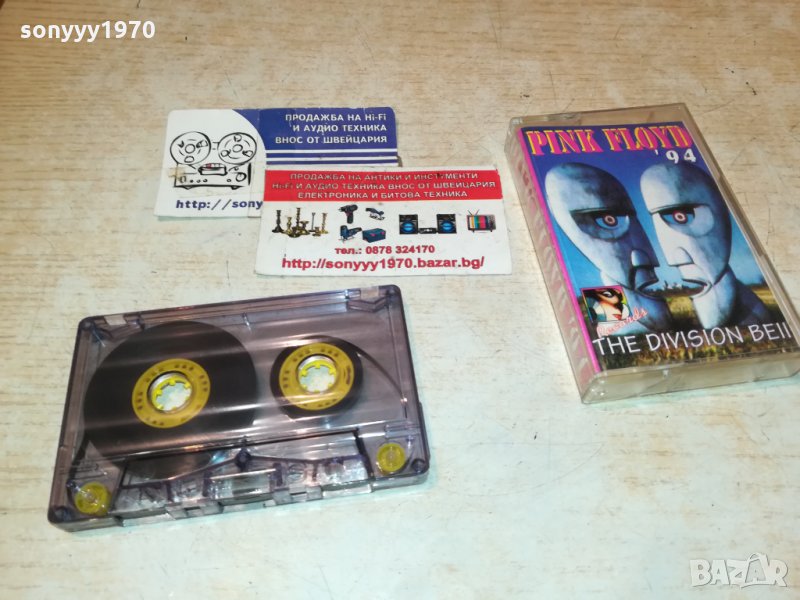 sonyyy1970
ПРОДАЖБА НА Hi-Fi
И АУДИО ТЕХНИКА
ВНОС ОТ ШВЕЙЦАРИЯ
http://sony
ПРОДАЖБА НА АНТИКИ И ИНСТУМЕНТИ
Hi-Fi И АУДИО ТЕХНИКА ВНОС ОТ ШВЕЙЦАРИЯ
ЕЛЕКТРОНИКА И БИТОВА ТЕХНИКА
тел.: 0878 324170
http://sonyyy1970.bazar.bg/
PINK FLOYD
'94
THE DIVISION BELL
BAZAR